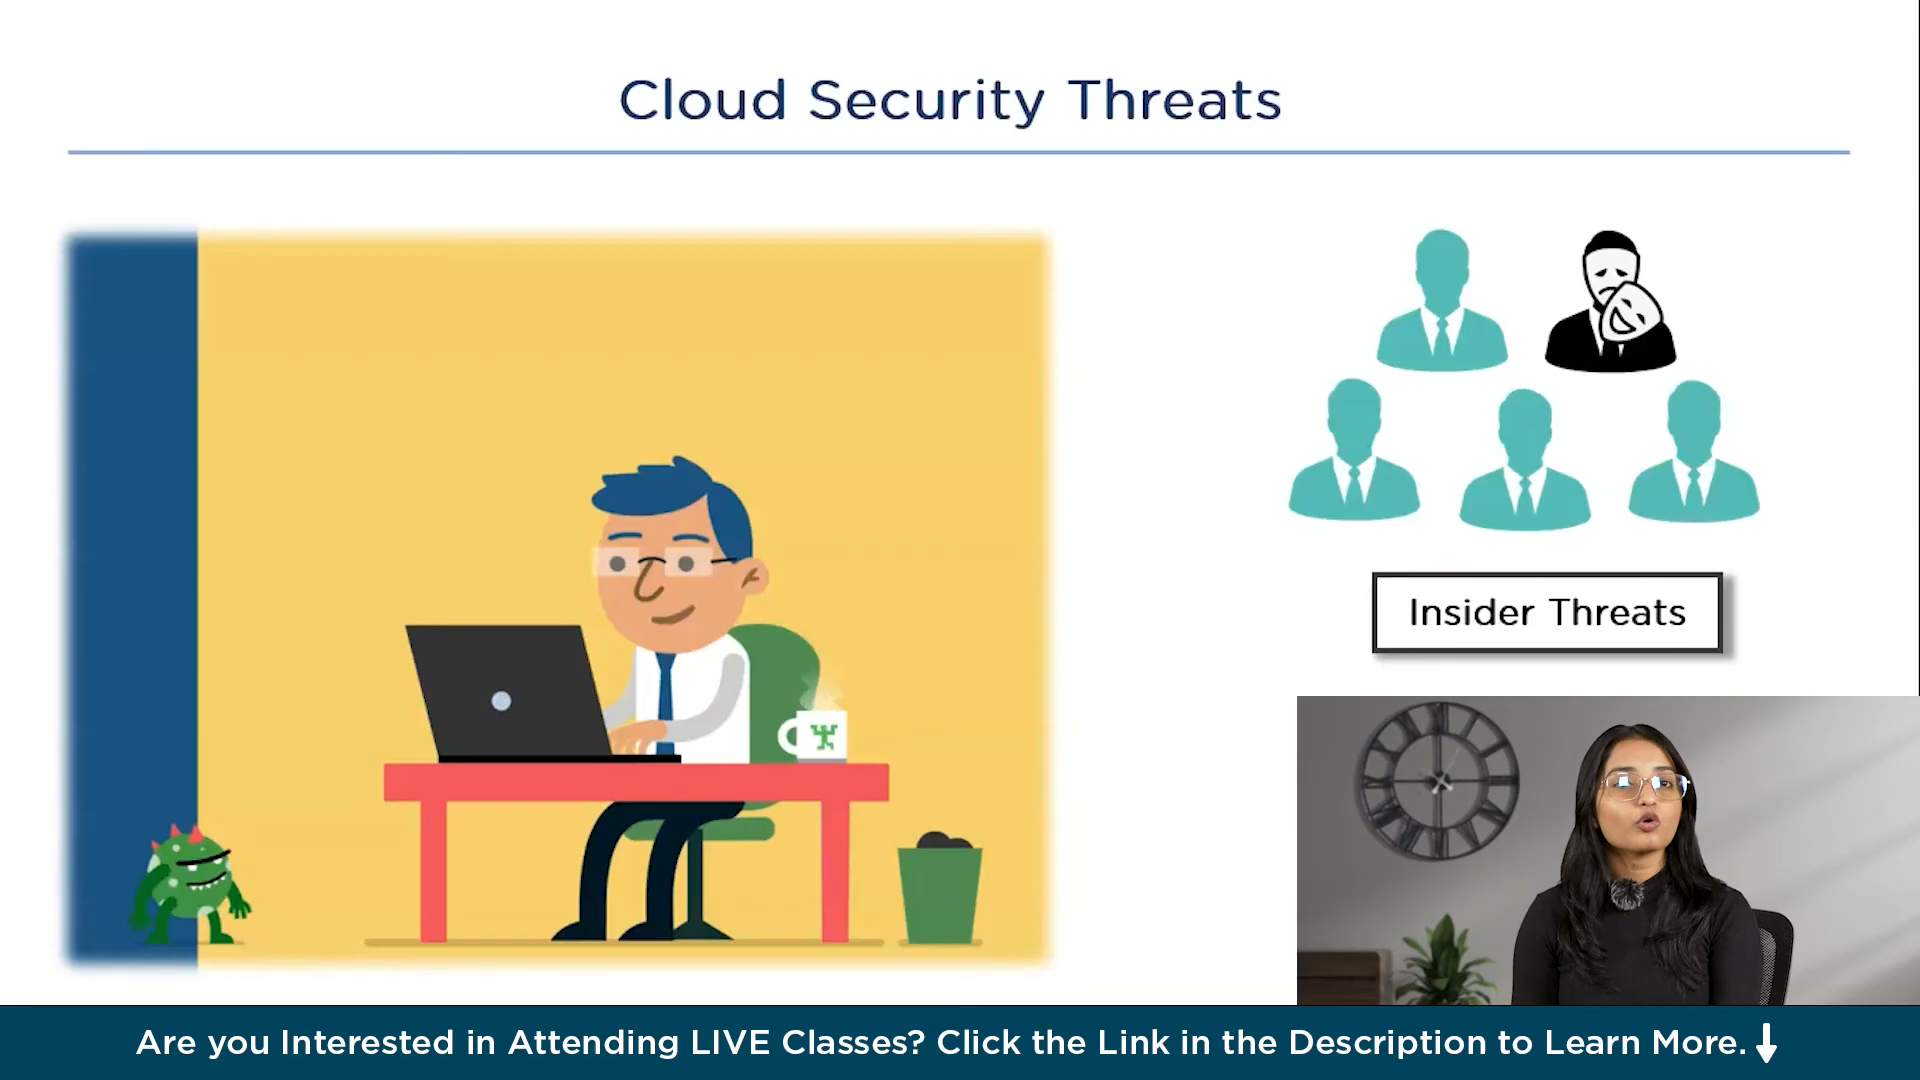 Cloud Security Threats
Insider Threats
Are you Interested in Attending LIVE Classes? Click the Link in the Description to Learn More.